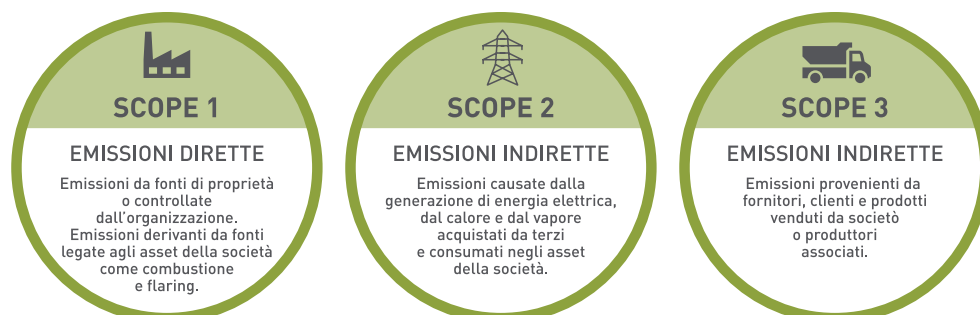 SCOPE 1
EMISSIONI DIRETTE
Emissioni da fonti di proprietà
o controllate
dall'organizzazione.
Emissioni derivanti da fonti
legate agli asset della società
come combustione
e flaring.
SCOPE 2
EMISSIONI INDIRETTE
Emissioni causate dalla
generazione di energia elettrica,
dal calore e dal vapore
acquistati da terzi
e consumati negli asset
della società.
SCOPE 3
EMISSIONI INDIRETTE
Emissioni provenienti da
fornitori, clienti e prodotti
venduti da societò
o produttori
associati.